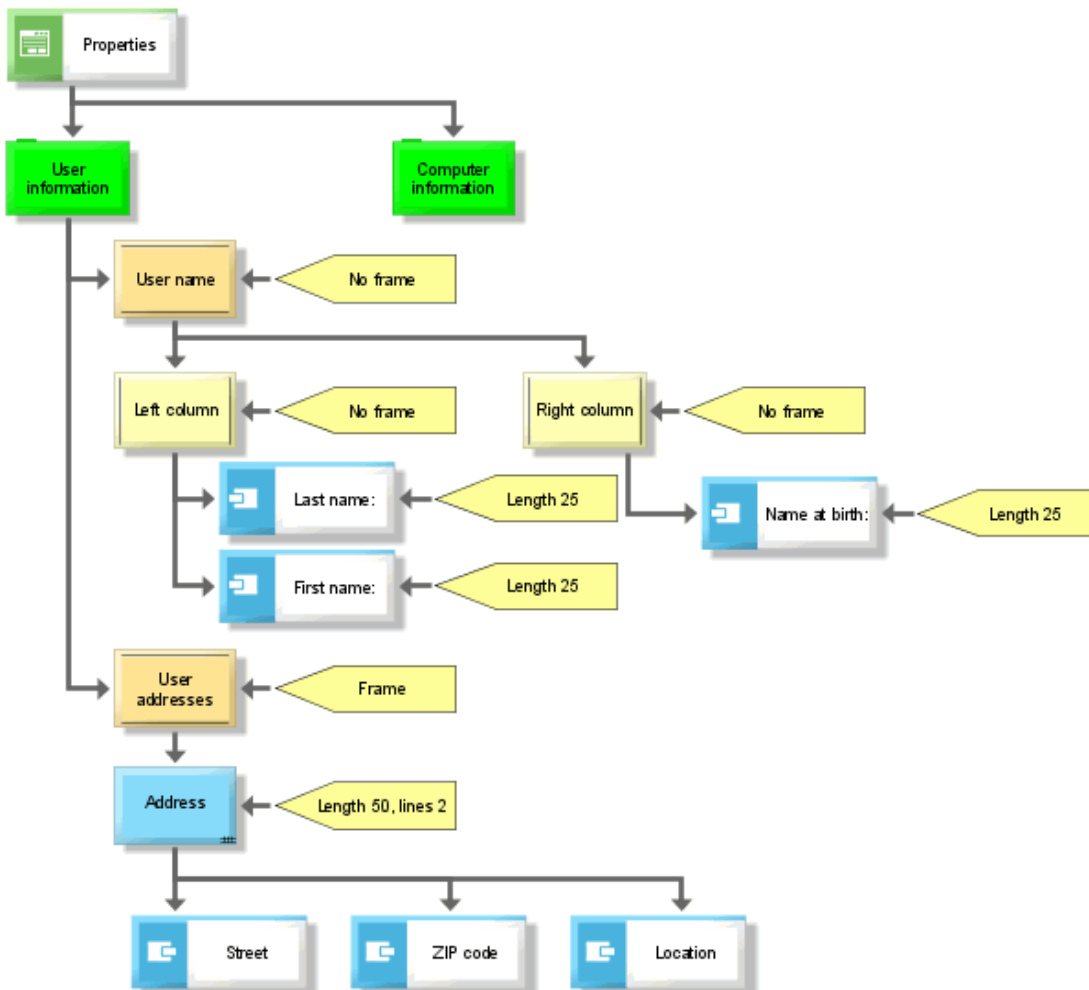 Properties
User
information
Computer
information
User name
No frame
Left column
No frame
Right column
No frame
Last name:
Length 25
Name at birth:
Length 25
First name:
Length 25
User
addresses
Frame
Address
Length 50, lines 2
Street
ZIP code
Location